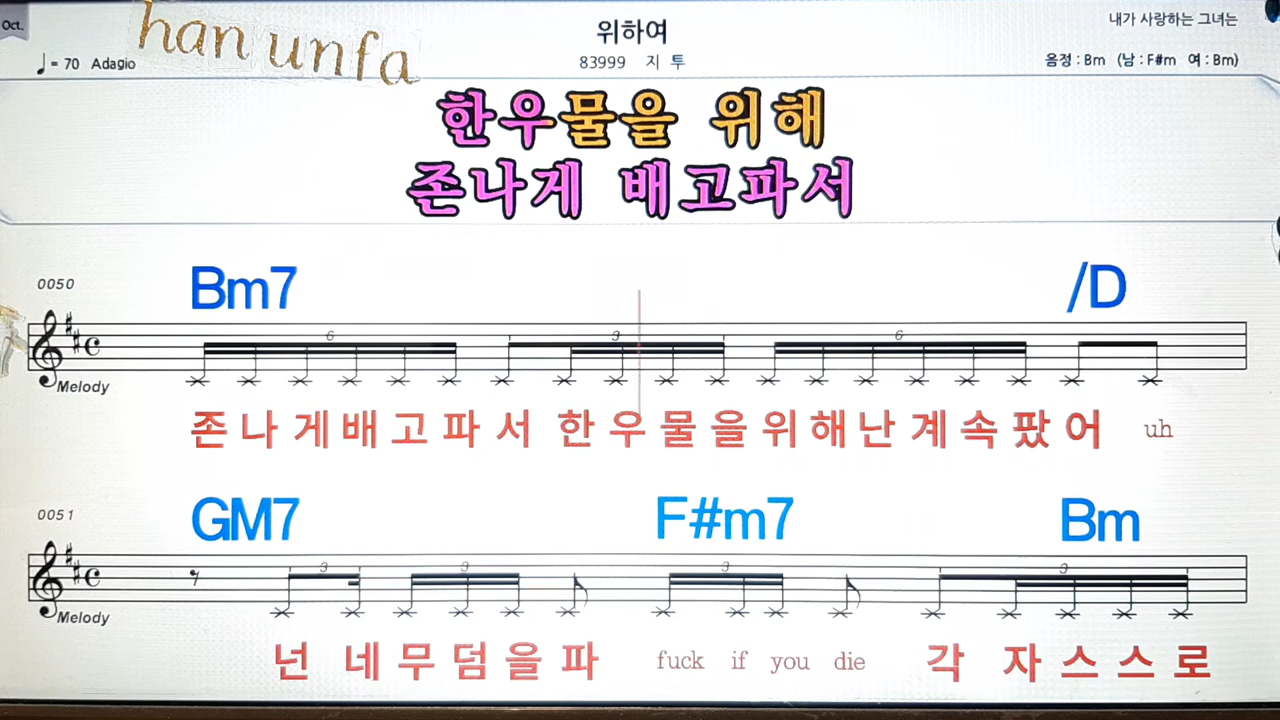 Oct.
han unfa
위하여
내가 사랑하는 그녀는
♩= 70 Adagio
83999 지 투
음정 : Bm (남 : F#m 여 : Bm)
한우물을 위해
존나게 배고파서
0050
Bm7 /D
6 3 6
Melody
존나게배고파서 한우물을위해난계속팠어 uh
0051
GM7 F#m7 Bm
3 3 3 3
Melody
넌 네무덤을파 fuck if you die 각 자스스로